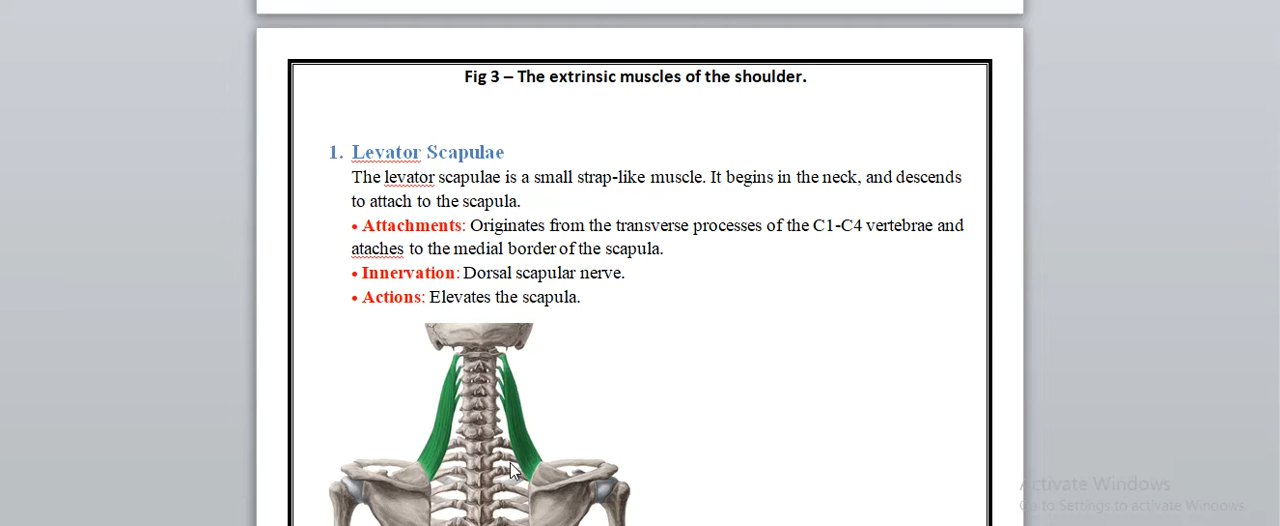 Fig 3 – The extrinsic muscles of the shoulder.
1. Levator Scapulae
The levator scapulae is a small strap-like muscle. It begins in the neck, and descends
to attach to the scapula.
• Attachments: Originates from the transverse processes of the C1-C4 vertebrae and
ataches to the medial border of the scapula.
• Innervation: Dorsal scapular nerve.
• Actions: Elevates the scapula.
Activate Windows
Go to Settings to activate Windows.